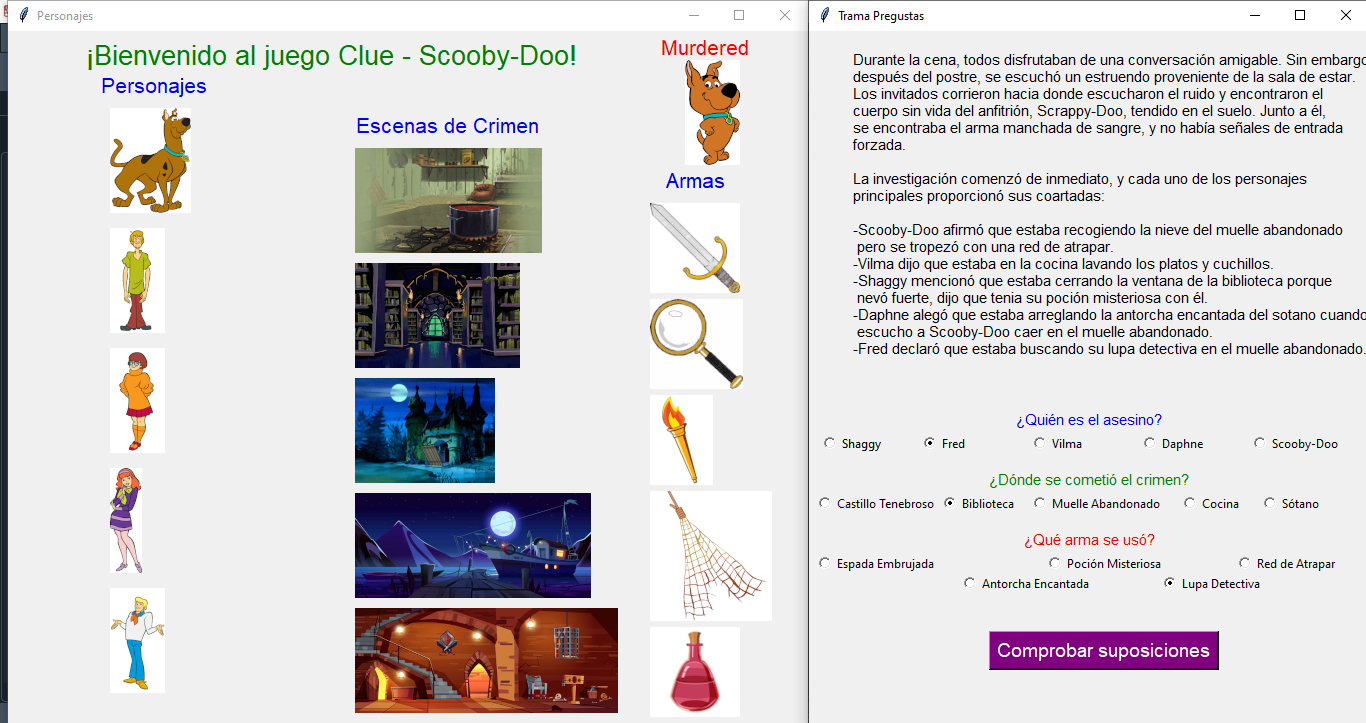 Personajes
¡Bienvenido al juego Clue - Scooby-Doo!
Personajes
Escenas de Crimen
Murdered
Armas
Trama Pregustas
Durante la cena, todos disfrutaban de una conversación amigable. Sin embargo
después del postre, se escuchó un estruendo proveniente de la sala de estar.
Los invitados corrieron hacia donde escucharon el ruido y encontraron el
cuerpo sin vida del anfitrión, Scrappy-Doo, tendido en el suelo. Junto a él,
se encontraba el arma manchada de sangre, y no había señales de entrada
forzada.
La investigación comenzó de inmediato, y cada uno de los personajes
principales proporcionó sus coartadas:
-Scooby-Doo afirmó que estaba recogiendo la nieve del muelle abandonado
pero se tropezó con una red de atrapar.
-Vilma dijo que estaba en la cocina lavando los platos y cuchillos.
-Shaggy mencionó que estaba cerrando la ventana de la biblioteca porque
nevó fuerte, dijo que tenia su poción misteriosa con él.
-Daphne alegó que estaba arreglando la antorcha encantada del sotano cuando
escucho a Scooby-Doo caer en el muelle abandonado.
-Fred declaró que estaba buscando su lupa detectiva en el muelle abandonado.
¿Quién es el asesino?
Shaggy Fred Vilma Daphne Scooby-Doo
¿Dónde se cometió el crimen?
Castillo Tenebroso Biblioteca Muelle Abandonado Cocina Sótano
¿Qué arma se usó?
Espada Embrujada Poción Misteriosa Red de Atrapar
Antorcha Encantada Lupa Detectiva
Comprobar suposiciones